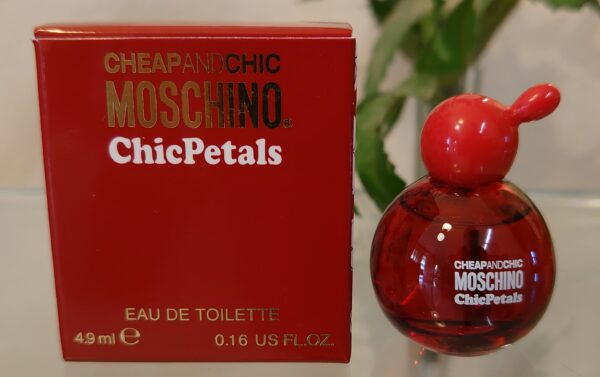 CHEAPANDCHIC
MOSCHINO®
ChicPetals
EAU DE TOILETTE
4.9 ml ℮ 0.16 US FL.OZ.
CHEAPANDCHIC
MOSCHINO
ChicPetals